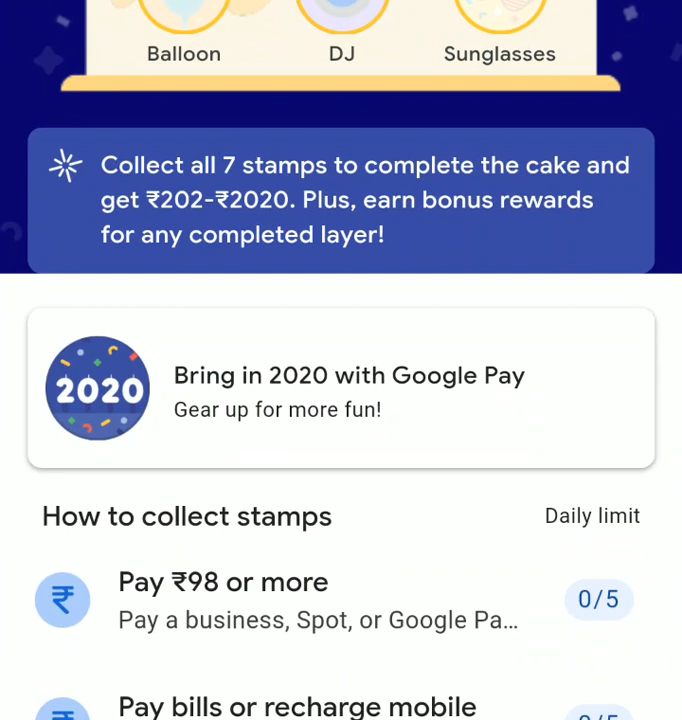 Balloon DJ Sunglasses
Collect all 7 stamps to complete the cake and
get ₹202-₹2020. Plus, earn bonus rewards
for any completed layer!
2020
Bring in 2020 with Google Pay
Gear up for more fun!
How to collect stamps Daily limit
Pay ₹98 or more
0/5
Pay a business, Spot, or Google Pa...
Pay bills or recharge mobile